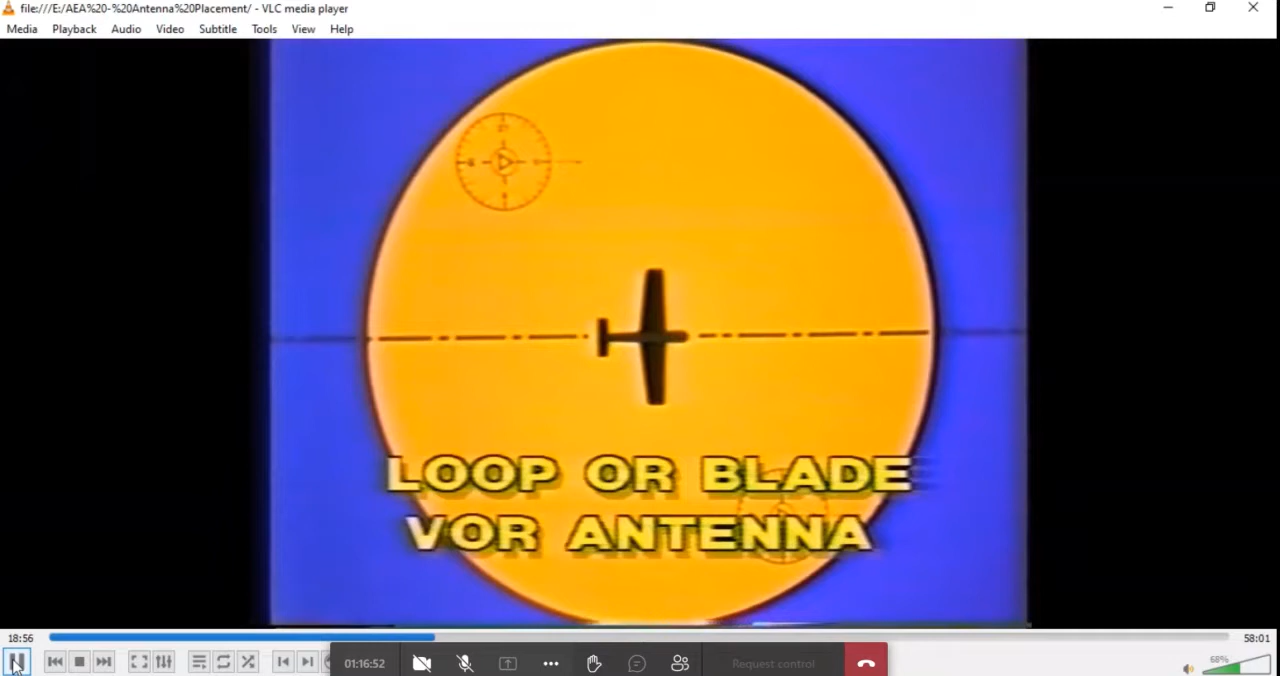 file:///E:/AEA%20-%20Antenna%20Placement/ - VLC media player
Media Playback Audio Video Subtitle Tools View Help
LOOP OR BLADE
VOR ANTENNA
18:56
58:01
01:16:52
Request control
68%